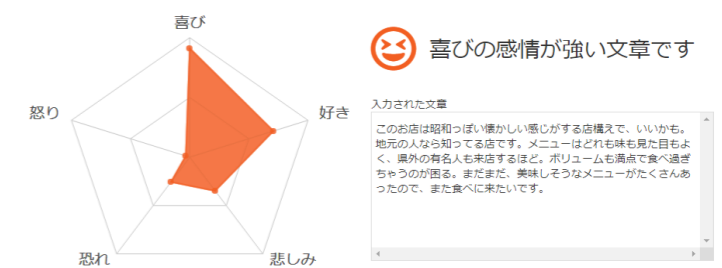 喜び
好き
悲しみ
恐れ
怒り
喜びの感情が強い文章です
入力された文章
このお店は昭和っぽい懐かしい感じがする店構えで、いいかも。
地元の人なら知ってる店です。メニューはどれも味も見た目もよ
く、県外の有名人も来店するほど。ボリュームも満点で食べ過ぎ
ちゃうのが困る。まだまだ、美味しそうなメニューがたくさんあ
ったので、また食べに来たいです。